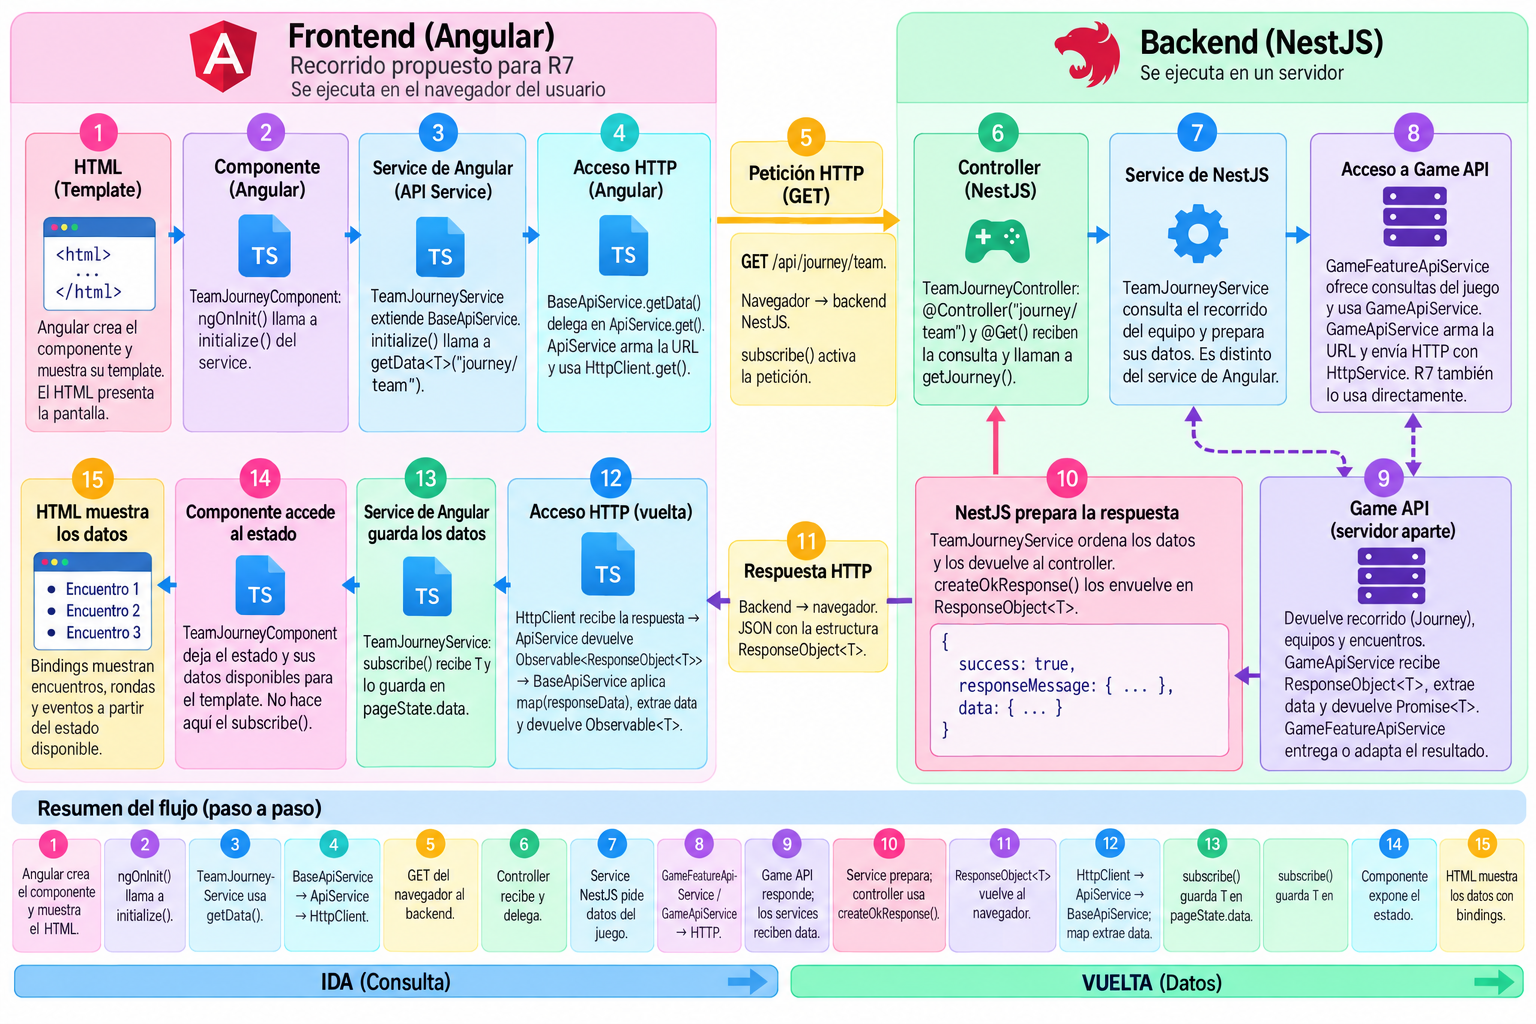 Frontend (Angular)
Recorrido propuesto para R7
Se ejecuta en el navegador del usuario
Backend (NestJS)
Se ejecuta en un servidor
1
HTML
(Template)
<html>
...
</html>
Angular crea el
componente y
muestra su template.
El HTML presenta
la pantalla.
2
Componente
(Angular)
TS
TeamJourneyComponent:
ngOnInit() llama a
initialize() del
service.
3
Service de Angular
(API Service)
TS
TeamJourneyService
extiende BaseApiService.
initialize() llama a
getData<T>("journey/
team").
4
Acceso HTTP
(Angular)
TS
BaseApiService.getData()
delega en ApiService.get().
ApiService arma la URL
y usa HttpClient.get().
5
Petición HTTP
(GET)
GET /api/journey/team.
Navegador → backend
NestJS.
subscribe() activa
la petición.
6
Controller
(NestJS)
TeamJourneyController:
@Controller("journey/
team") y @Get() reciben
la consulta y llaman a
getJourney().
7
Service de NestJS
TeamJourneyService
consulta el recorrido
del equipo y prepara
sus datos. Es distinto
del service de Angular.
8
Acceso a Game API
GameFeatureApiService
ofrece consultas del juego
y usa GameApiService.
GameApiService arma la
URL y envía HTTP con
HttpService. R7 también
lo usa directamente.
15
HTML muestra
los datos
Encuentro 1
Encuentro 2
Encuentro 3
Bindings muestran
encuentros, rondas
y eventos a partir
del estado
disponible.
14
Componente accede
al estado
TS
TeamJourneyComponent
deja el estado y sus
datos disponibles para
el template. No hace
aquí el subscribe().
13
Service de Angular
guarda los datos
TS
TeamJourneyService:
subscribe() recibe T y
lo guarda en
pageState.data.
12
Acceso HTTP (vuelta)
TS
HttpClient recibe la respuesta →
ApiService devuelve
Observable<ResponseObject<T>>
→ BaseApiService aplica
map(responseData), extrae data
y devuelve Observable<T>.
11
Respuesta HTTP
Backend → navegador.
JSON con la estructura
ResponseObject<T>.
10
NestJS prepara la respuesta
TeamJourneyService ordena los datos
y los devuelve al controller.
createOkResponse() los envuelve en
ResponseObject<T>.
{
success: true,
responseMessage: { ... },
data: { ... }
}
9
Game API
(servidor aparte)
Devuelve recorrido (Journey),
equipos y encuentros.
GameApiService recibe
ResponseObject<T>, extrae
data y devuelve Promise<T>.
GameFeatureApiService
entrega o adapta el resultado.
Resumen del flujo (paso a paso)
1
Angular crea
el componente
y muestra
el HTML.
2
ngOnInit()
llama a
initialize().
3
TeamJourney-
Service usa
getData().
4
BaseApiService
→ ApiService
→ HttpClient.
5
GET del
navegador al
backend.
6
Controller
recibe y
delega.
7
Service
NestJS pide
datos del
juego.
8
GameFeatureApi-
Service /
GameApiService
→ HTTP.
9
Game API
responde;
los services
reciben data.
10
Service prepara;
controller usa
createOkResponse().
11
ResponseObject<T>
vuelve al
navegador.
12
HttpClient →
ApiService →
BaseApiService;
map extrae data.
13
subscribe()
guarda T en
pageState.data.
subscribe()
guarda T en
14
Componente
expone el
estado.
15
HTML muestra
los datos con
bindings.
IDA (Consulta)
VUELTA (Datos)